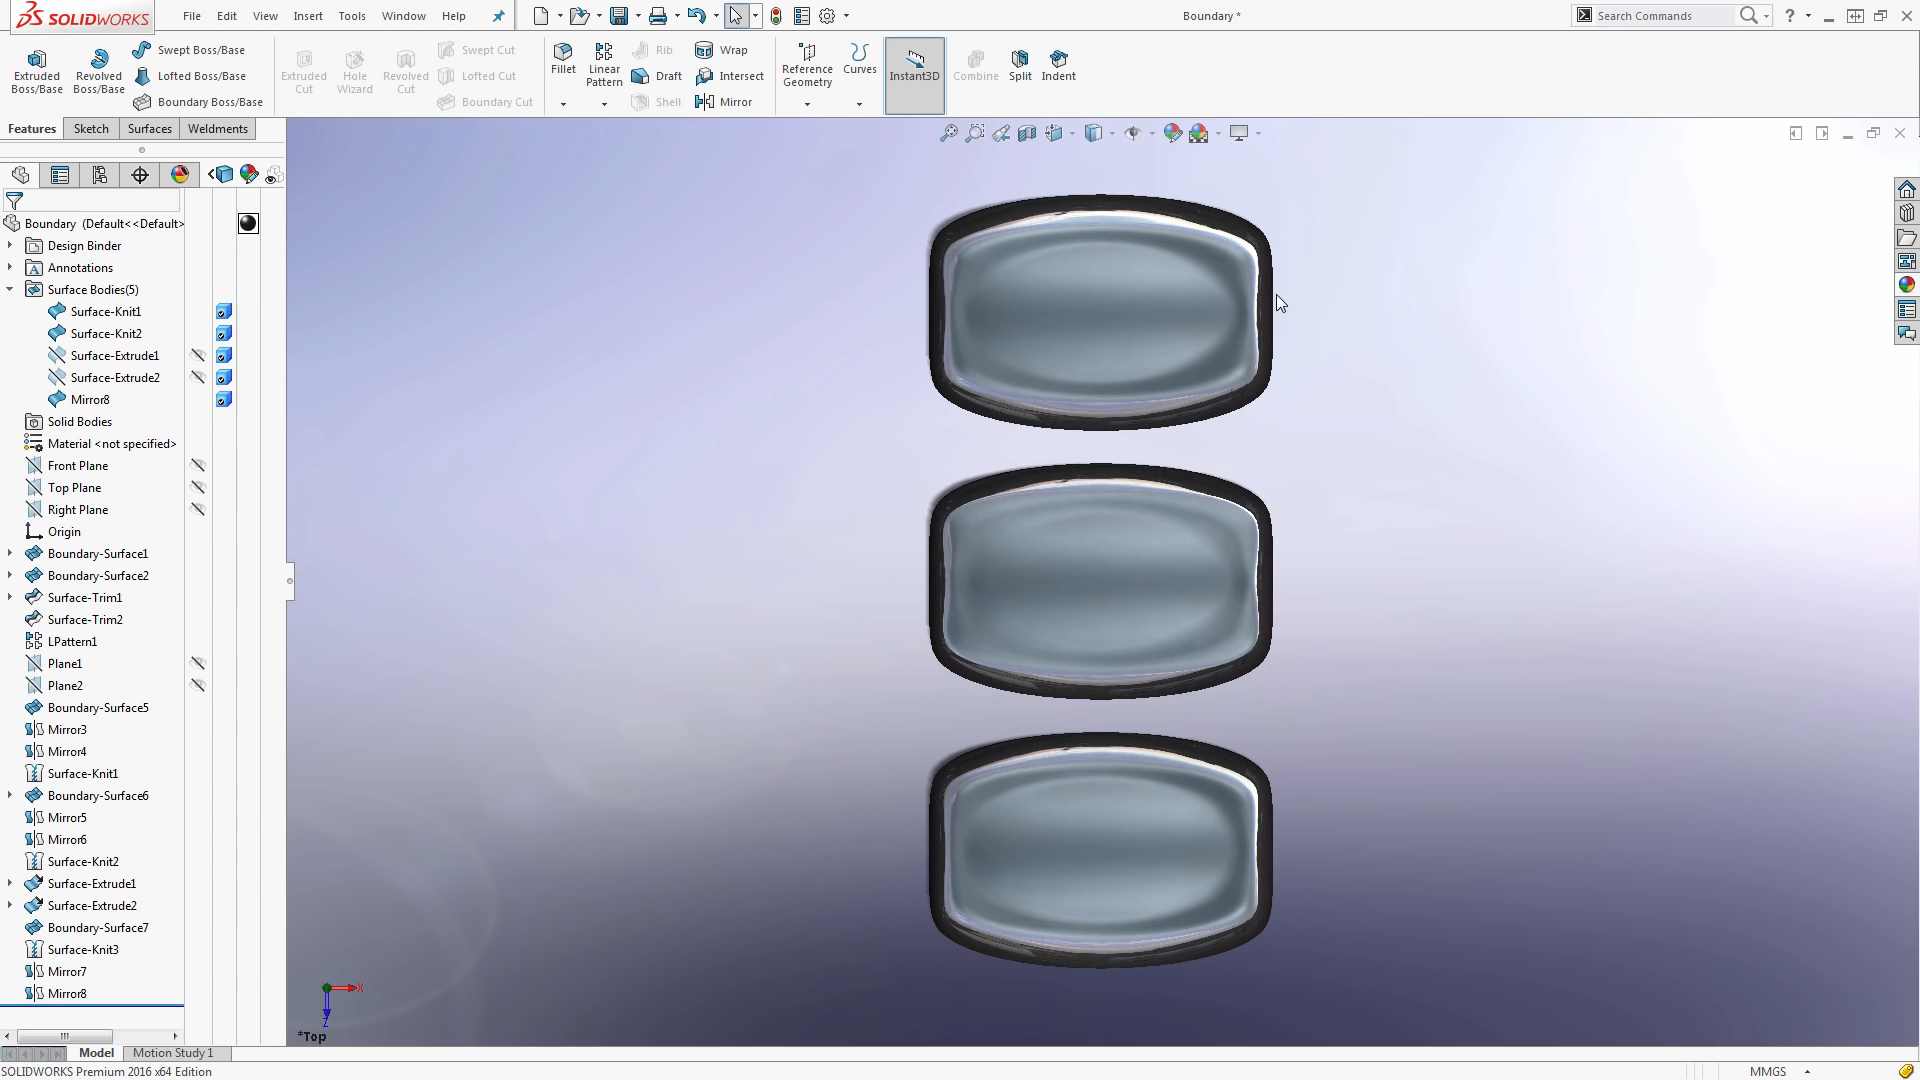 SOLIDWORKS File Edit View Insert Tools Window Help Boundary * Search Commands ?
Extruded Boss/Base
Revolved Boss/Base
Swept Boss/Base
Lofted Boss/Base
Boundary Boss/Base
Extruded Cut
Hole Wizard
Revolved Cut
Swept Cut
Lofted Cut
Boundary Cut
Fillet
Linear Pattern
Rib
Draft
Shell
Wrap
Intersect
Mirror
Reference Geometry
Curves
Instant3D
Combine
Split
Indent
Features Sketch Surfaces Weldments
Boundary (Default<<Default>
Design Binder
Annotations
Surface Bodies(5)
Surface-Knit1
Surface-Knit2
Surface-Extrude1
Surface-Extrude2
Mirror8
Solid Bodies
Material <not specified>
Front Plane
Top Plane
Right Plane
Origin
Boundary-Surface1
Boundary-Surface2
Surface-Trim1
Surface-Trim2
LPattern1
Plane1
Plane2
Boundary-Surface5
Mirror3
Mirror4
Surface-Knit1
Boundary-Surface6
Mirror5
Mirror6
Surface-Knit2
Surface-Extrude1
Surface-Extrude2
Boundary-Surface7
Surface-Knit3
Mirror7
Mirror8
X
Z
*Top
Model Motion Study 1
SOLIDWORKS Premium 2016 x64 Edition MMGS